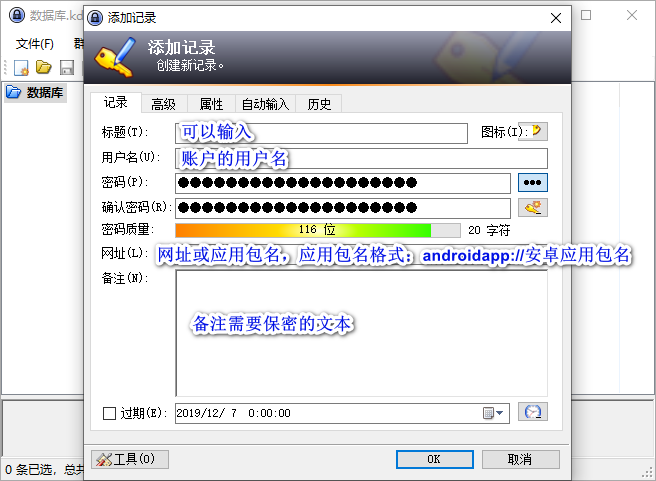 数据库.kd
添加记录
文件(F)
添加记录
创建新记录。
数据库
记录
高级
属性
自动输入
历史
标题(T):
可以输入
图标(I):
用户名(U):
账户的用户名
密码(P):
●●●●●●●●●●●●●●●●●●●●
确认密码(R):
●●●●●●●●●●●●●●●●●●●●
密码质量:
116 位
20 字符
网址(L):
网址或应用包名，应用包名格式：androidapp://安卓应用包名
备注(N):
备注需要保密的文本
过期(E):
2019/12/ 7 0:00:00
工具(O)
OK
取消
0 条已选，总